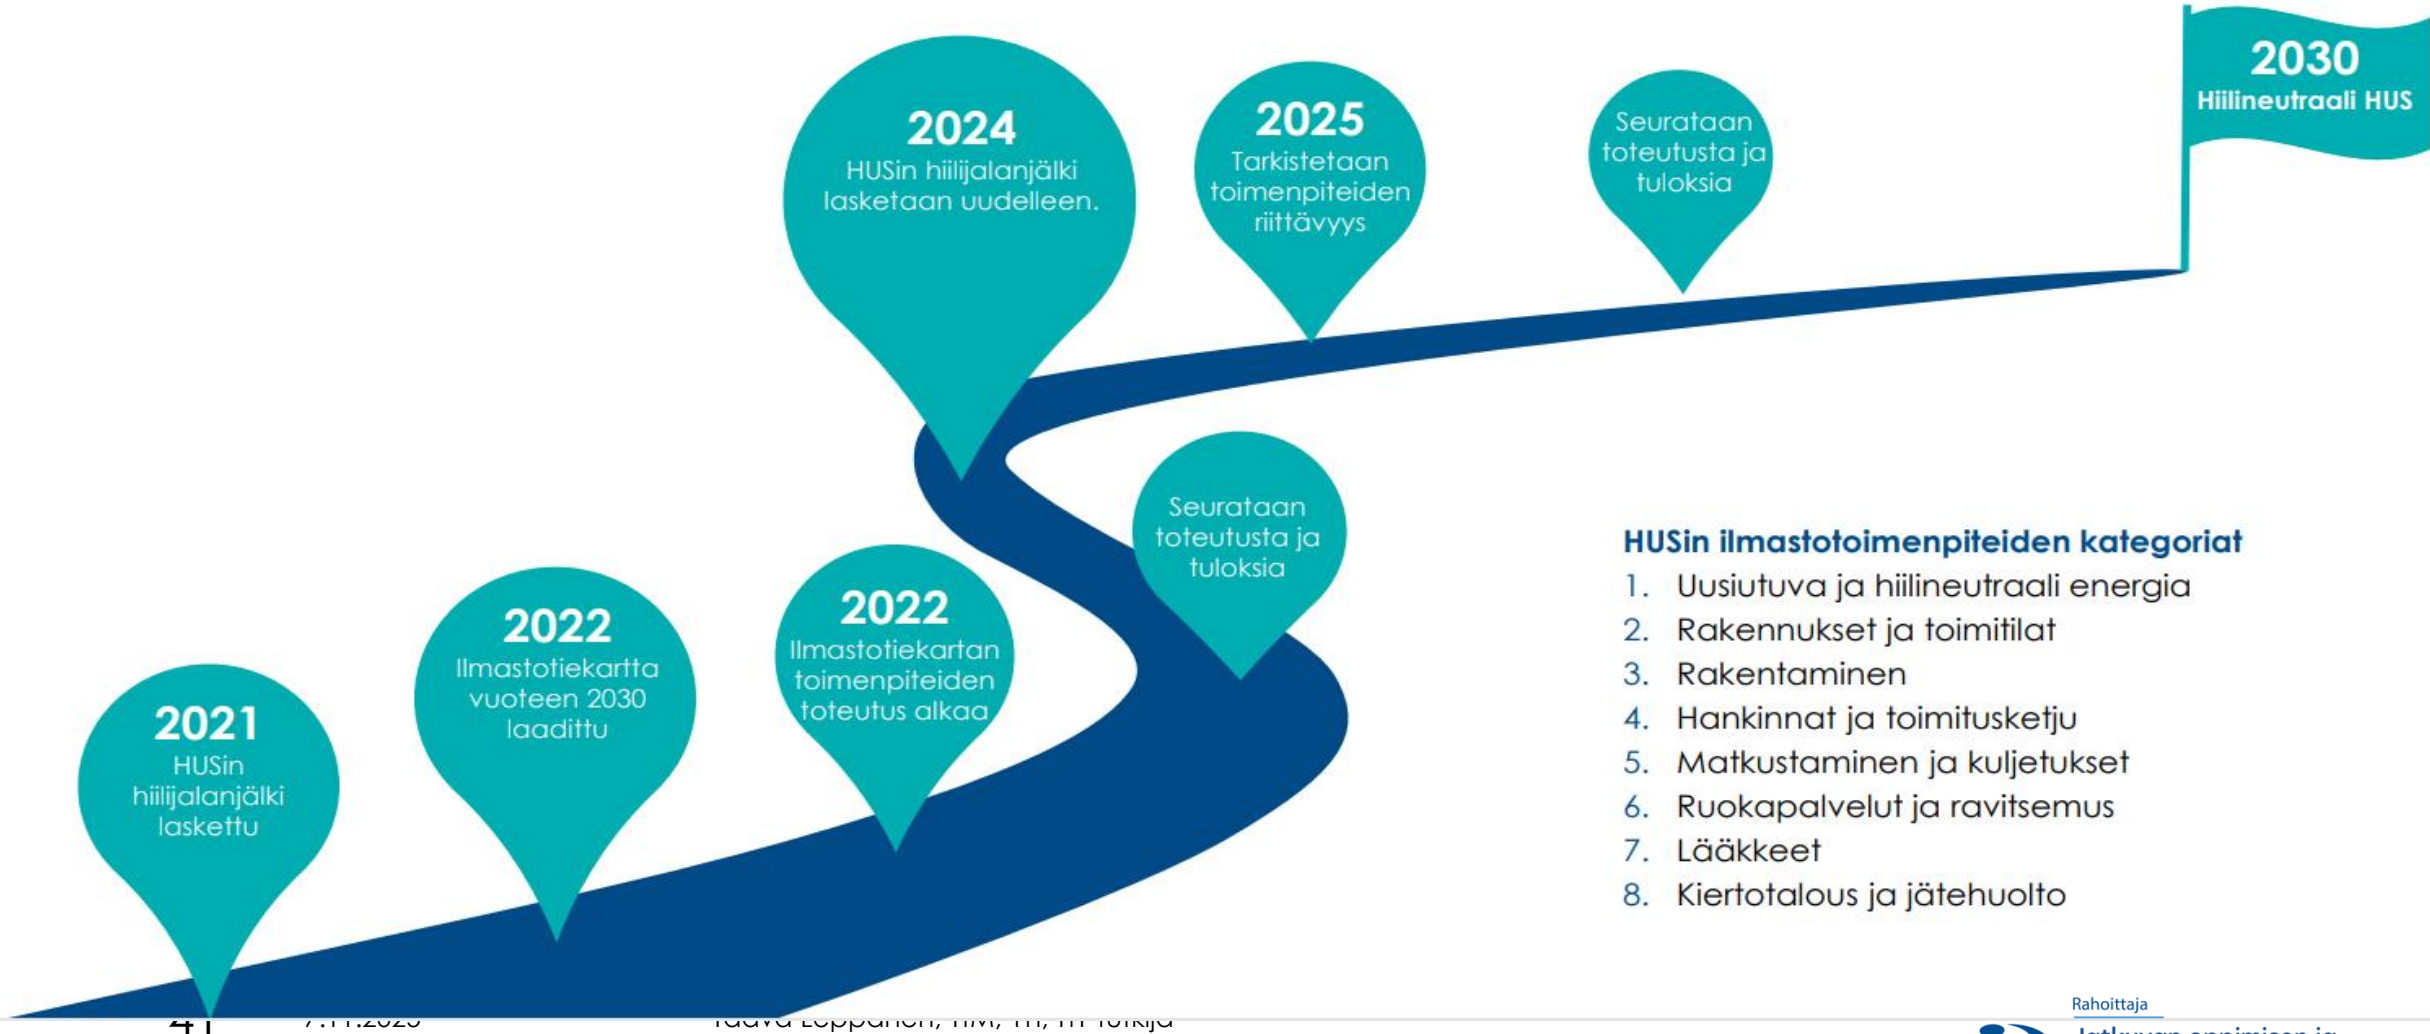 2021
HUSin
hiilijalanjälki
laskettu
2022
Ilmastotiekartta
vuoteen 2030
laadittu
2022
Ilmastotiekartan
toimenpiteiden
toteutus alkaa
Seurataan
toteutusta ja
tuloksia
2024
HUSin hiilijalanjälki
lasketaan uudelleen.
2025
Tarkistetaan
toimenpiteiden
riittävyys
Seurataan
toteutusta ja
tuloksia
2030
Hiilineutraali HUS
HUSin ilmastotoimenpiteiden kategoriat
1. Uusiutuva ja hiilineutraali energia
2. Rakennukset ja toimitilat
3. Rakentaminen
4. Hankinnat ja toimitusketju
5. Matkustaminen ja kuljetukset
6. Ruokapalvelut ja ravitsemus
7. Lääkkeet
8. Kiertotalous ja jätehuolto
Rahoittaja